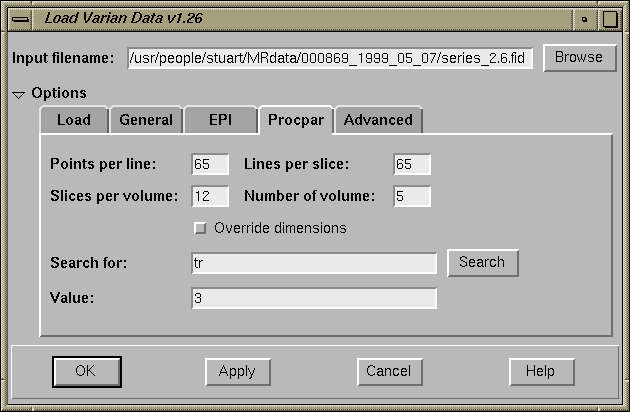 Load Varian Data v1.26
Input filename: /usr/people/stuart/MRdata/000869_1999_05_07/series_2.6.fid Browse
Options
Load General EPI Procpar Advanced
Points per line: 65 Lines per slice: 65
Slices per volume: 12 Number of volume: 5
Override dimensions
Search for: tr Search
Value: 3
OK Apply Cancel Help